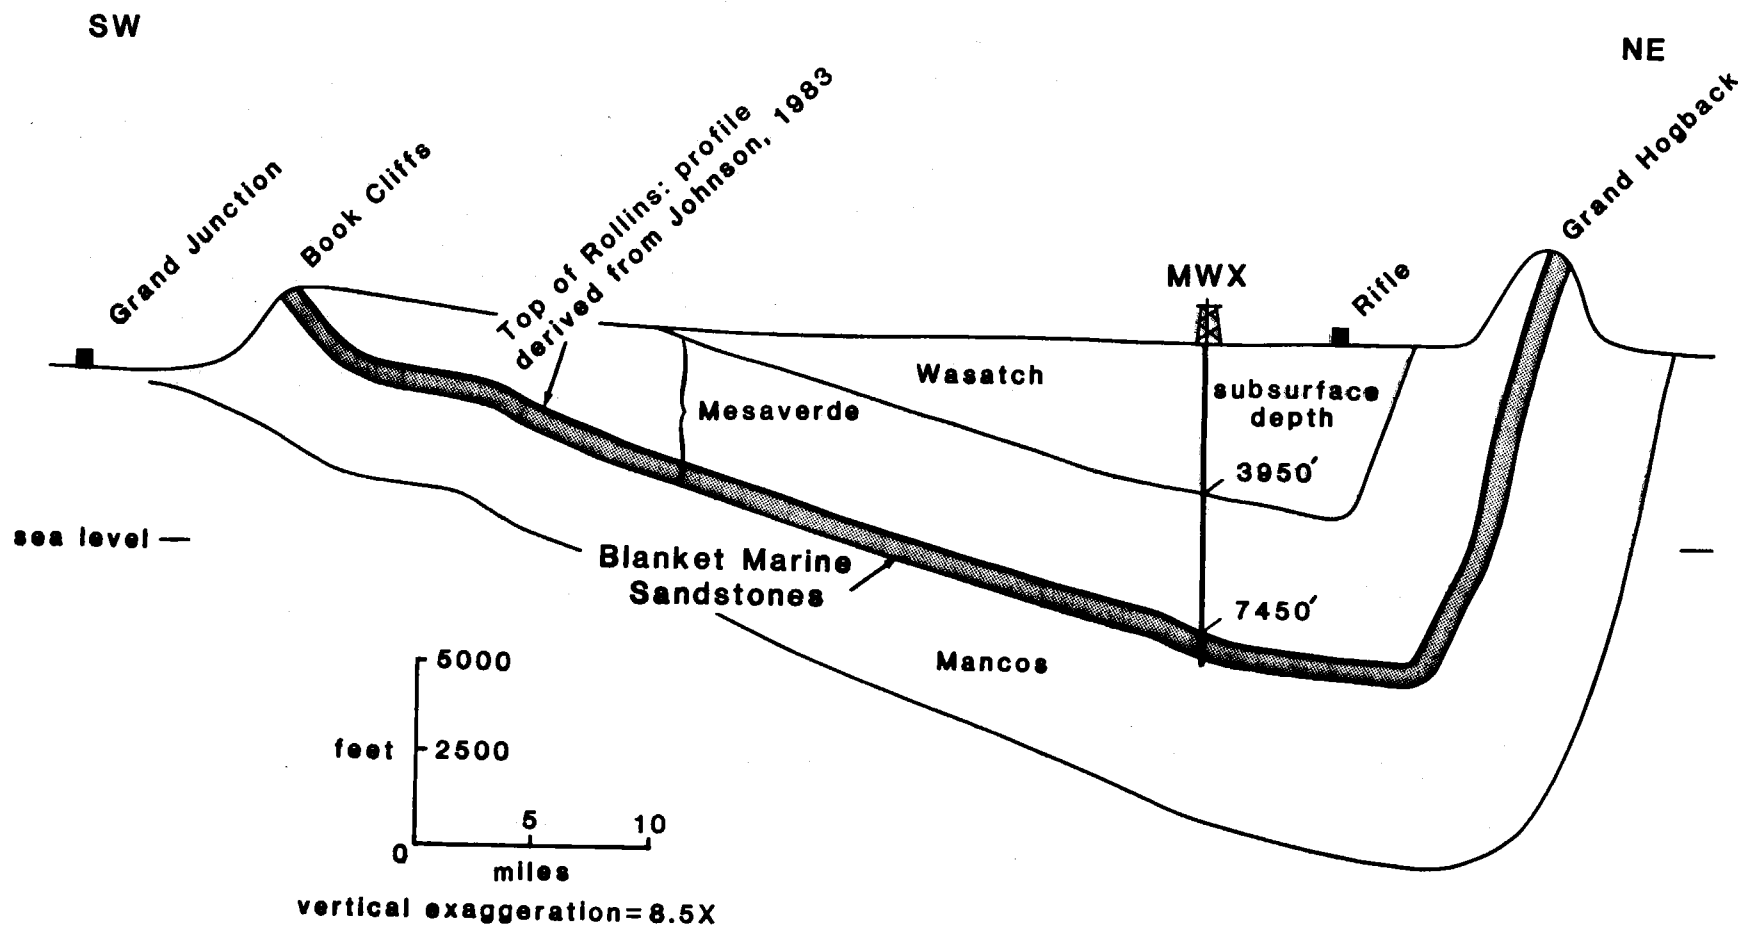 SW
NE
Grand Junction
Book Cliffs
Top of Rollins: profile
derived from Johnson, 1983
MWX
Rifle
Grand Hogback
Wasatch
Mesaverde
subsurface
depth
3950′
sea level
Blanket Marine
Sandstones
7450′
Mancos
5000
feet
2500
0
5
10
miles
vertical exaggeration=8.5X